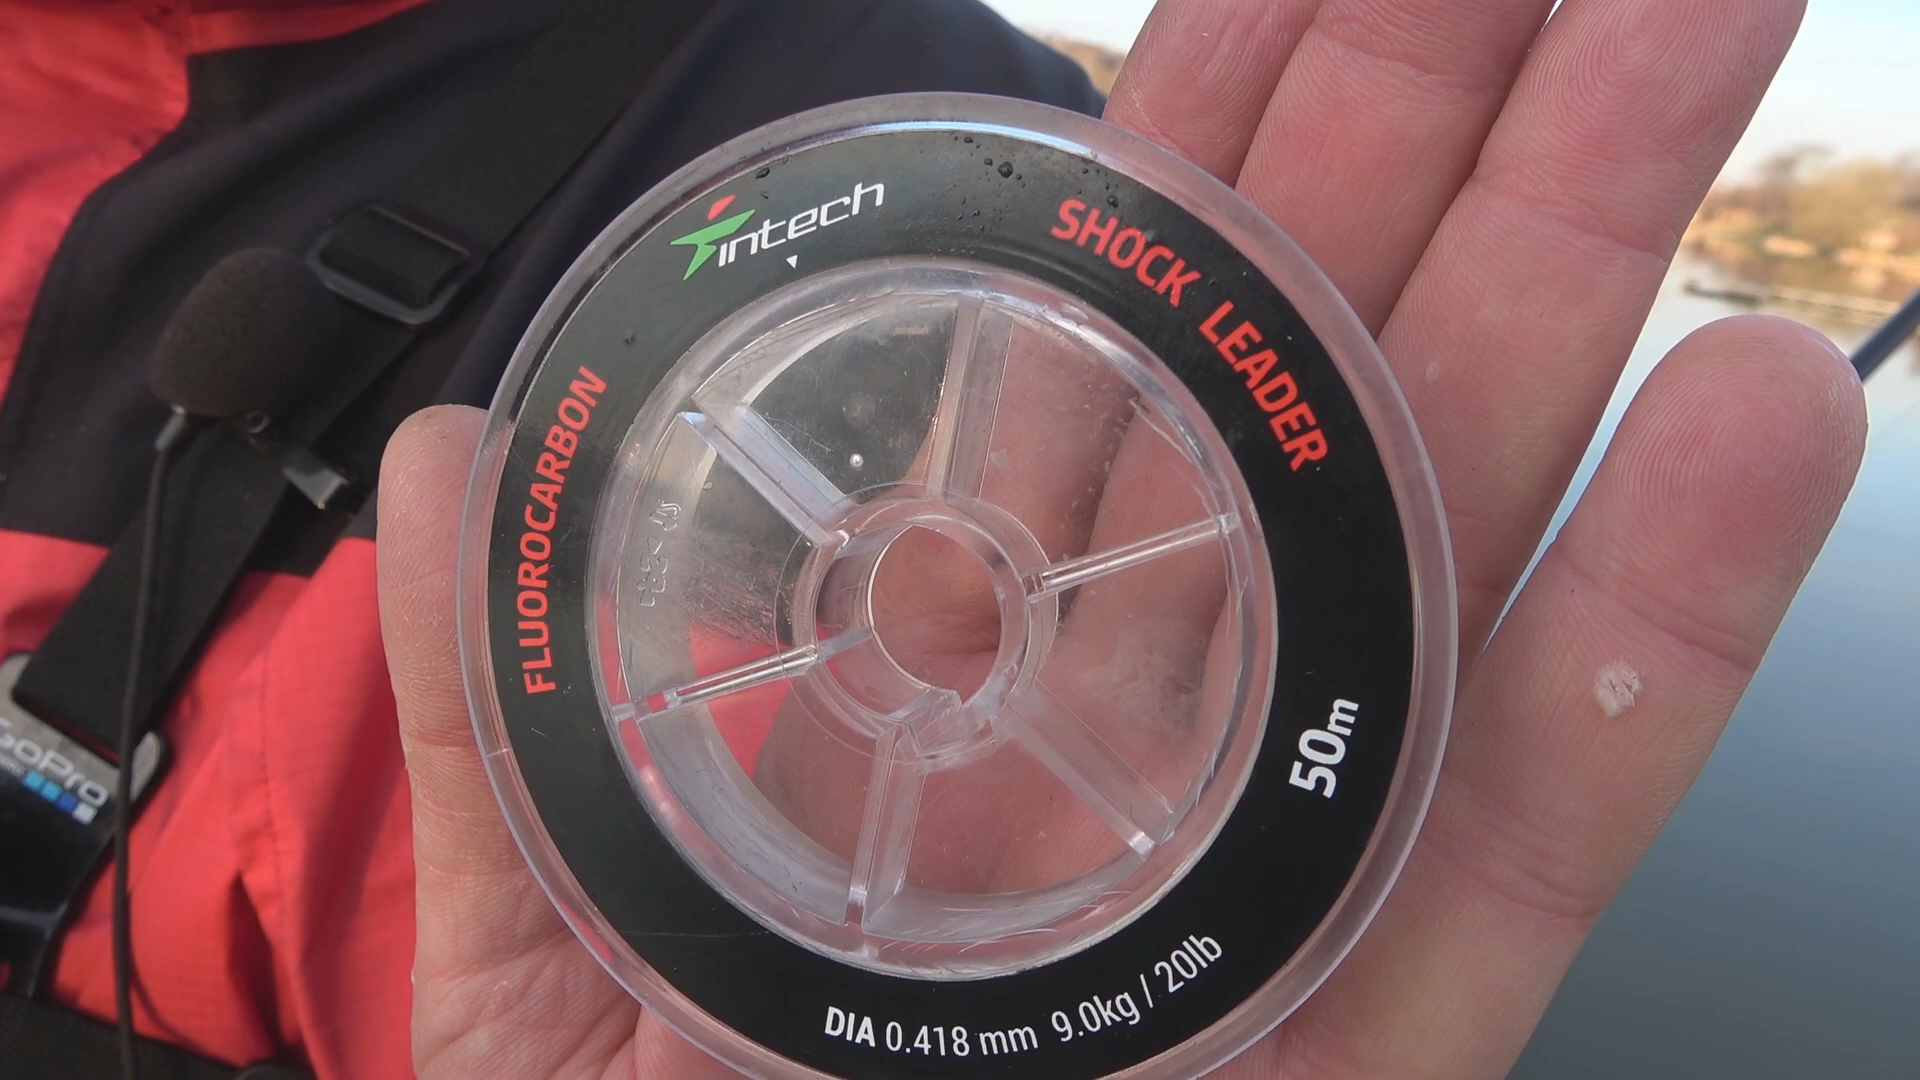 intech
SHOCK LEADER
FLUOROCARBON
50m
DIA 0.418 mm 9.0kg / 20lb
GoPro